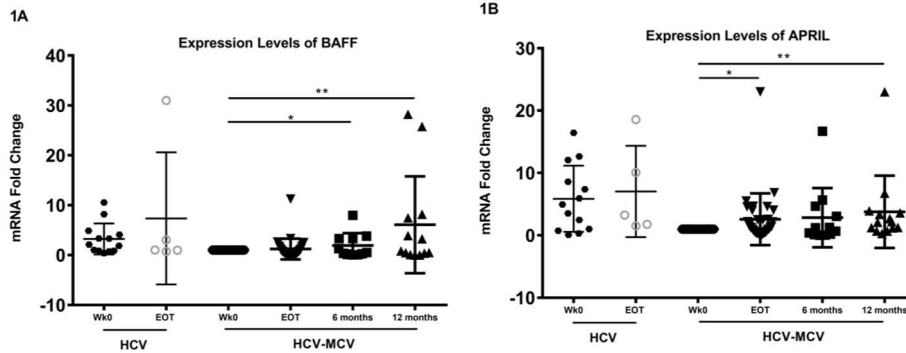 1A
Expression Levels of BAFF
mRNA Fold Change
40
30
20
10
0
-10
**
*
Wk0 EOT Wk0 EOT 6 months 12 months
HCV HCV-MCV
1B
Expression Levels of APRIL
mRNA Fold Change
30
20
10
0
-10
**
*
Wk0 EOT Wk0 EOT 6 months 12 months
HCV HCV-MCV